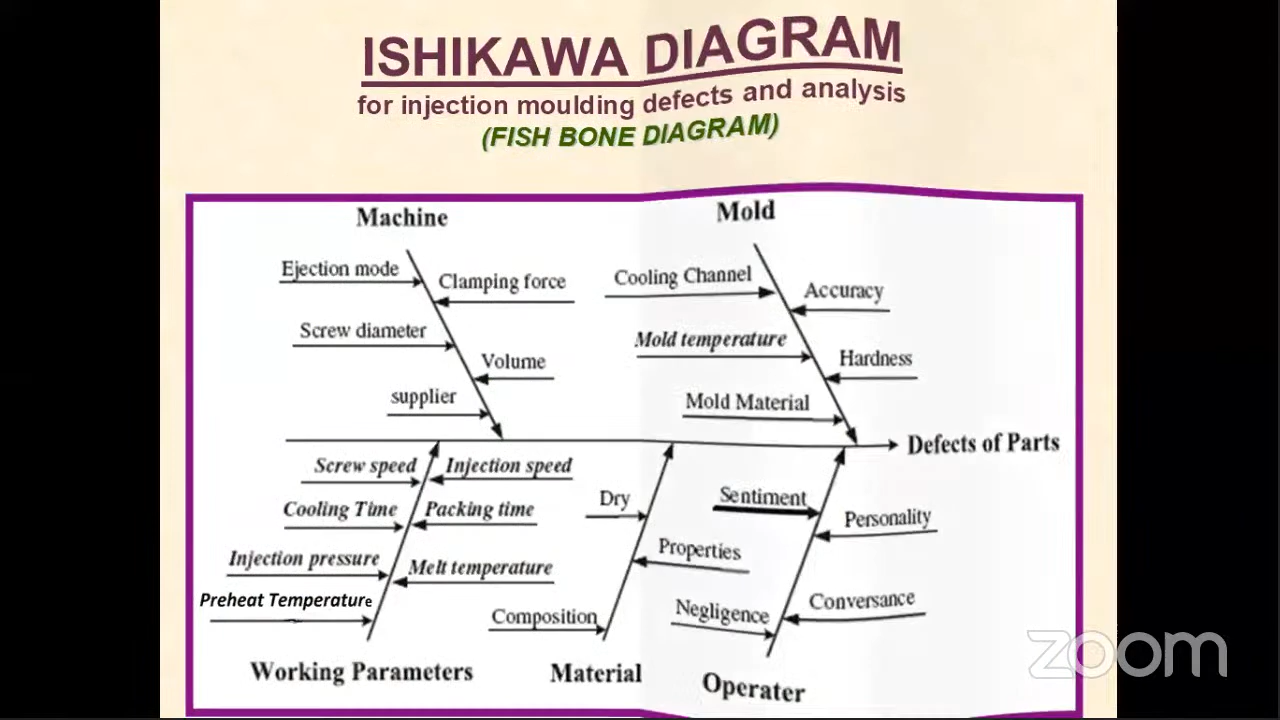 ISHIKAWA DIAGRAM
for injection moulding defects and analysis
(FISH BONE DIAGRAM)
Machine
Mold
Ejection mode
Clamping force
Cooling Channel
Accuracy
Screw diameter
Mold temperature
Volume
Hardness
supplier
Mold Material
Defects of Parts
Screw speed
Injection speed
Dry
Sentiment
Cooling Time
Packing time
Personality
Injection pressure
Melt temperature
Properties
Preheat Temperature
Composition
Negligence
Conversance
Working Parameters
Material
Operater
zoom